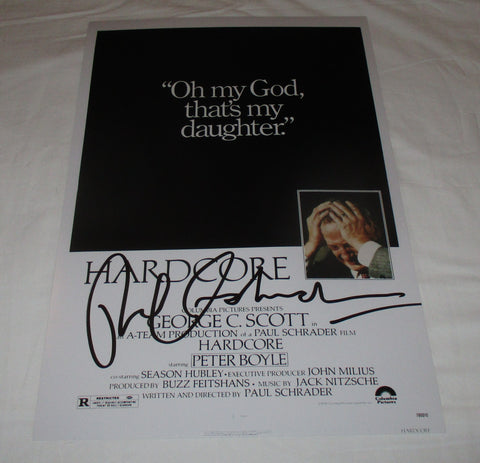 “Oh my God,
that's my
daughter.”
HARDCORE
COLUMBIA PICTURES PRESENTS
GEORGE C. SCOTT in
A-TEAM PRODUCTION of a PAUL SCHRADER FILM
HARDCORE
starring PETER BOYLE
co-starring SEASON HUBLEY • EXECUTIVE PRODUCER JOHN MILIUS
PRODUCED BY BUZZ FEITSHANS • MUSIC BY JACK NITZSCHE
WRITTEN AND DIRECTED BY PAUL SCHRADER
R RESTRICTED
Columbia
Pictures
HARDCORE